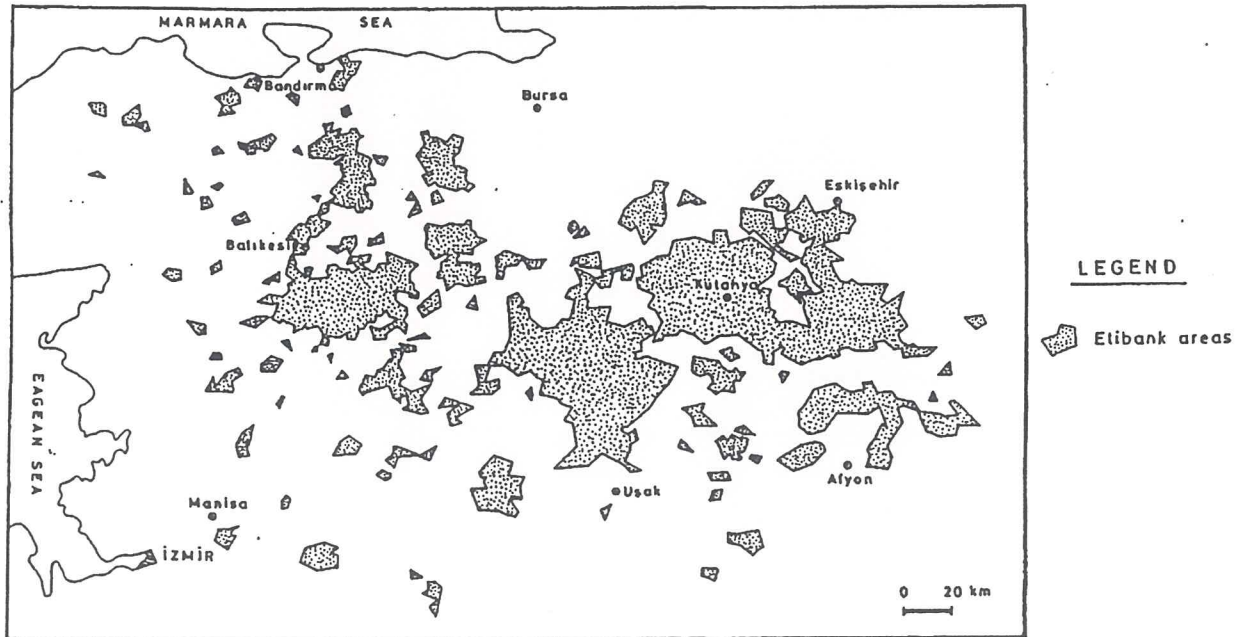 MARMARA SEA
Bandırma
Bursa
Eskişehir
Balıkesir
Kütahya
LEGEND
Etibank areas
EAGEAN SEA
Afyon
Uşak
Manisa
İZMİR
0 20 km